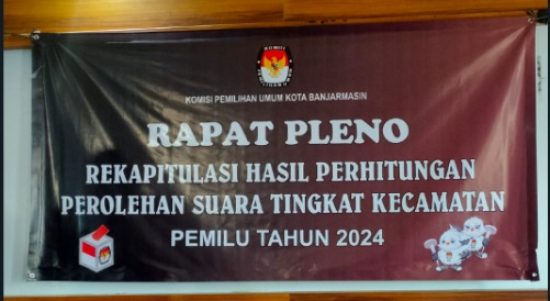 KOMISI PEMILIHAN UMUM KOTA BANJARMASIN
RAPAT PLENO
REKAPITULASI HASIL PERHITUNGAN
PEROLEHAN SUARA TINGKAT KECAMATAN
PEMILU TAHUN 2024